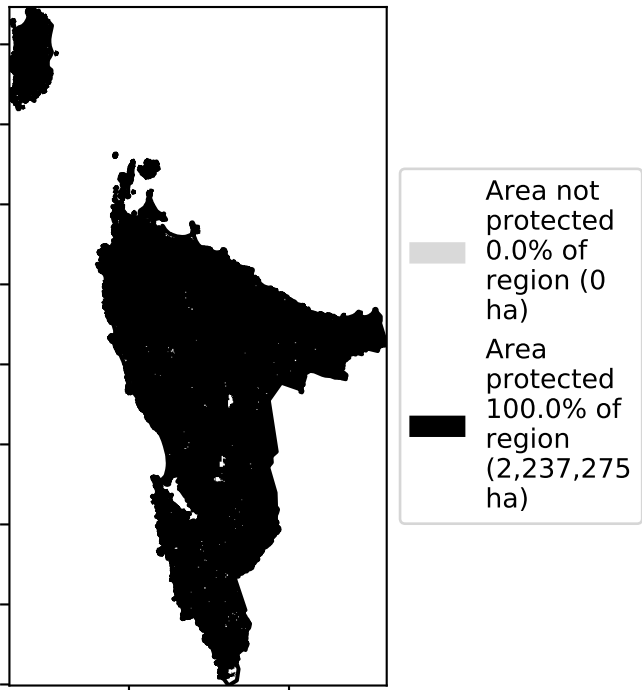 Area not
protected
0.0% of
region (0
ha)
Area
protected
100.0% of
region
(2,237,275
ha)